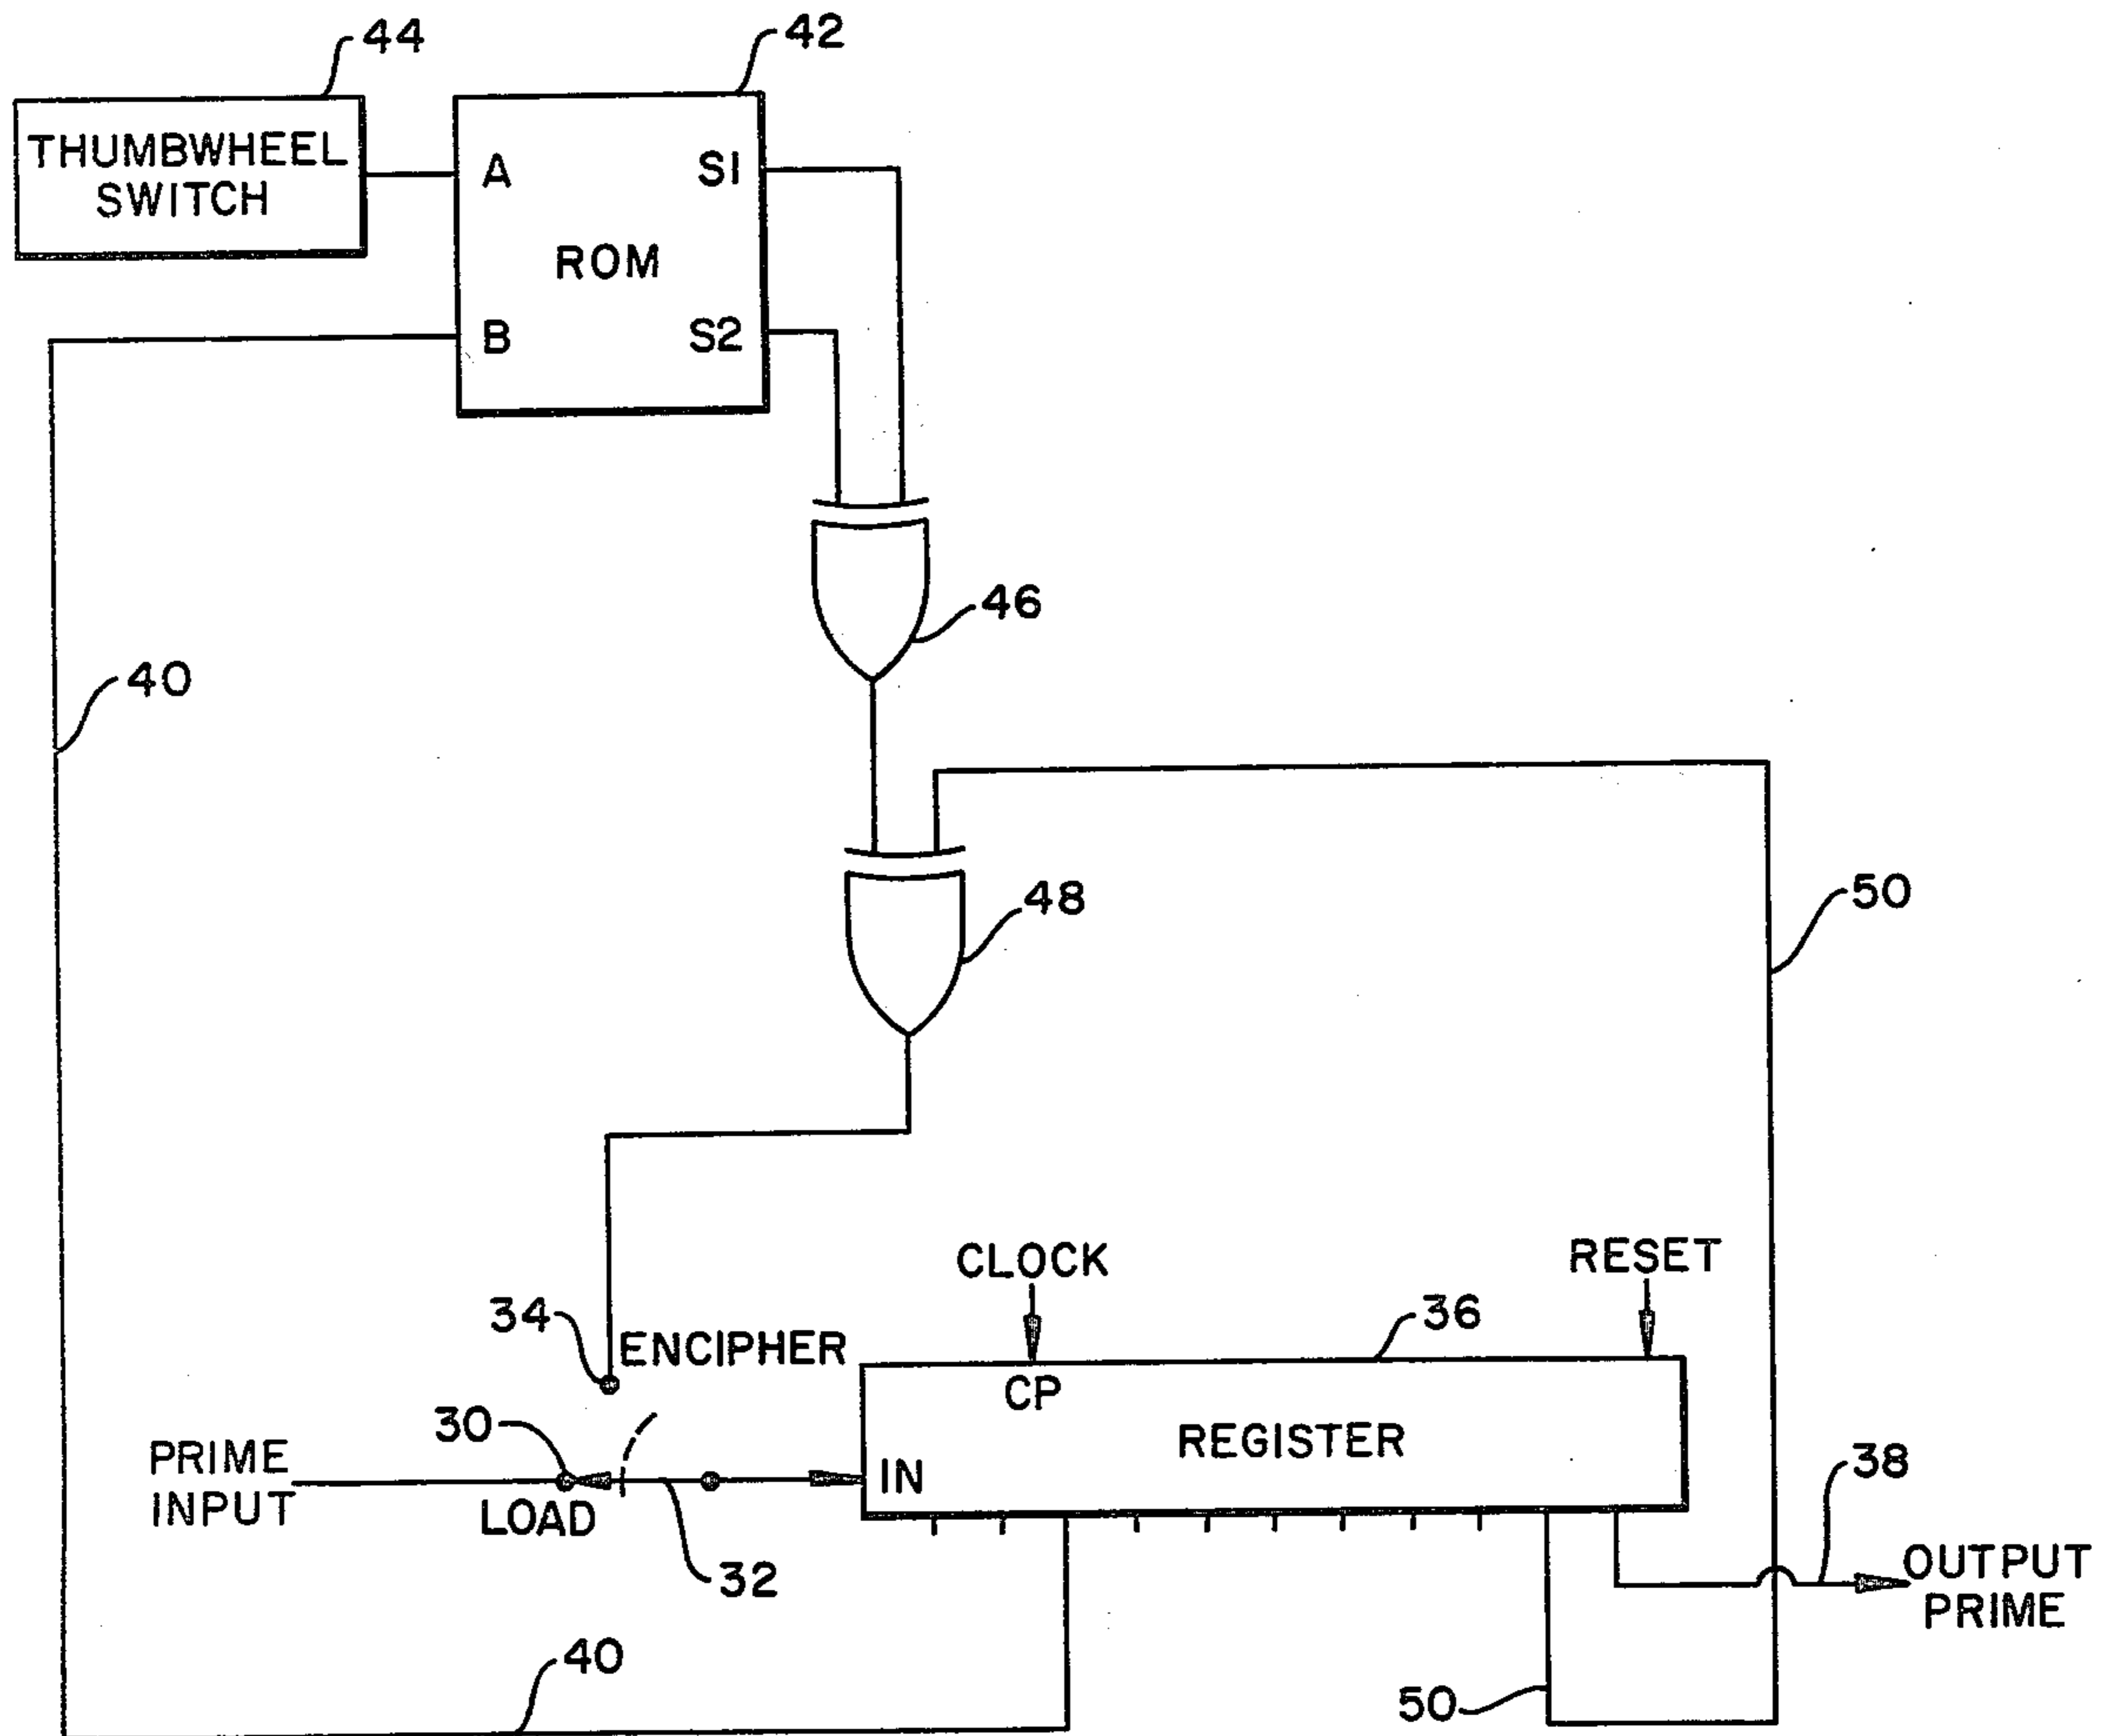 44
42
THUMBWHEEL
SWITCH
A
S1
ROM
B
S2
46
40
48
50
CLOCK
RESET
34
ENCIPHER
36
CP
30
REGISTER
PRIME
INPUT
IN
38
LOAD
32
OUTPUT
PRIME
40
50